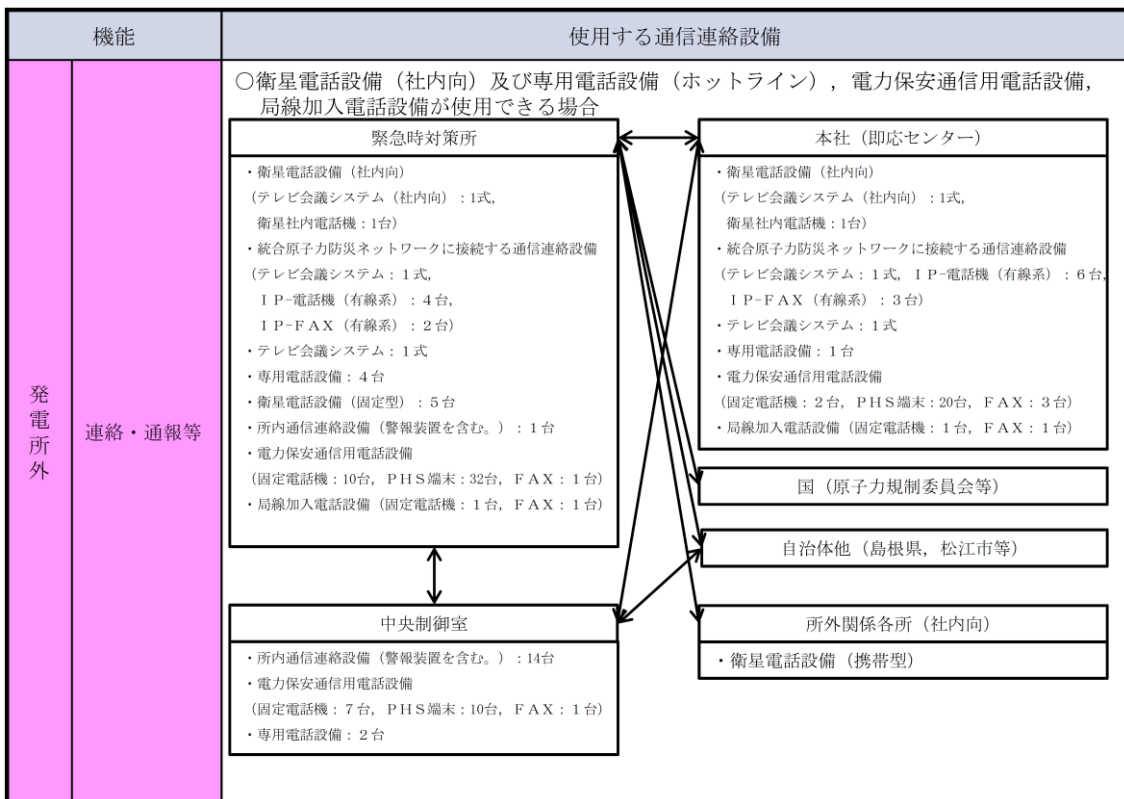 機能
使用する通信連絡設備
発電所外
連絡・通報等
○衛星電話設備（社内向）及び専用電話設備（ホットライン），電力保安通信用電話設備，
局線加入電話設備が使用できる場合
緊急時対策所
・衛星電話設備（社内向）
（テレビ会議システム（社内向）：1式，
衛星社内電話機：1台）
・統合原子力防災ネットワークに接続する通信連絡設備
（テレビ会議システム：１式，
ＩＰ-電話機（有線系）：４台，
ＩＰ-ＦＡＸ（有線系）：２台）
・テレビ会議システム：１式
・専用電話設備：４台
・衛星電話設備（固定型）：５台
・所内通信連絡設備（警報装置を含む。）：１台
・電力保安通信用電話設備
（固定電話機：10台，ＰＨＳ端末：32台，ＦＡＸ：１台）
・局線加入電話設備（固定電話機：１台，ＦＡＸ：１台）
本社（即応センター）
・衛星電話設備（社内向）
（テレビ会議システム（社内向）：1式，
衛星社内電話機：1台）
・統合原子力防災ネットワークに接続する通信連絡設備
（テレビ会議システム：１式，ＩＰ-電話機（有線系）：６台，
ＩＰ-ＦＡＸ（有線系）：３台）
・テレビ会議システム：１式
・専用電話設備：１台
・電力保安通信用電話設備
（固定電話機：２台，ＰＨＳ端末：20台，ＦＡＸ：３台）
・局線加入電話設備（固定電話機：１台，ＦＡＸ：１台）
国（原子力規制委員会等）
自治体他（島根県，松江市等）
中央制御室
・所内通信連絡設備（警報装置を含む。）：14台
・電力保安通信用電話設備
（固定電話機：７台，ＰＨＳ端末：10台，ＦＡＸ：１台）
・専用電話設備：２台
所外関係各所（社内向）
・衛星電話設備（携帯型）